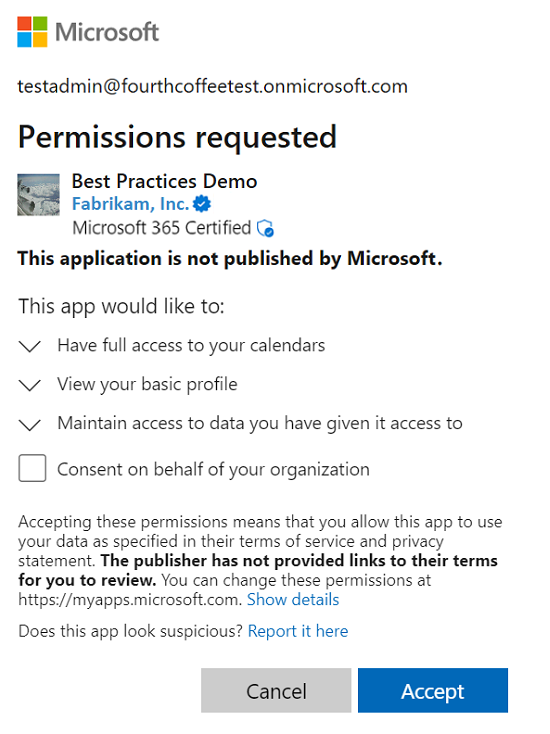 Microsoft
testadmin@fourthcoffeetest.onmicrosoft.com
Permissions requested
Best Practices Demo
Fabrikam, Inc.
Microsoft 365 Certified
This application is not published by Microsoft.
This app would like to:
Have full access to your calendars
View your basic profile
Maintain access to data you have given it access to
Consent on behalf of your organization
Accepting these permissions means that you allow this app to use
your data as specified in their terms of service and privacy
statement. The publisher has not provided links to their terms
for you to review. You can change these permissions at
https://myapps.microsoft.com. Show details
Does this app look suspicious? Report it here
Cancel Accept